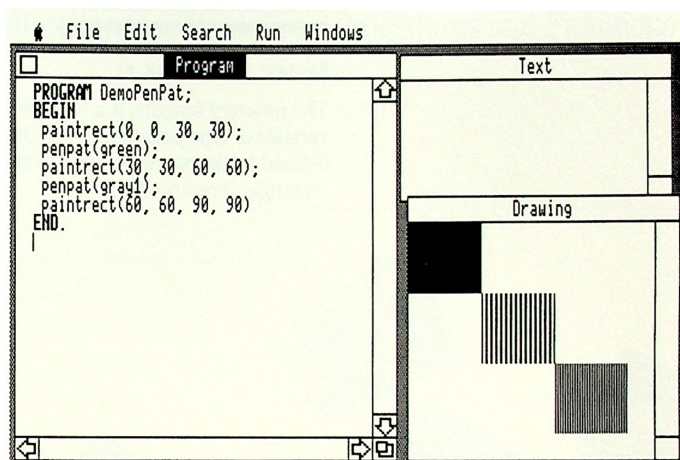 File Edit Search Run Windows
Program
PROGRAM DemoPenPat;
BEGIN
paintrect(0, 0, 30, 30);
penpat(green);
paintrect(30, 30, 60, 60);
penpat(gray1);
paintrect(60, 60, 90, 90)
END.
Text
Drawing